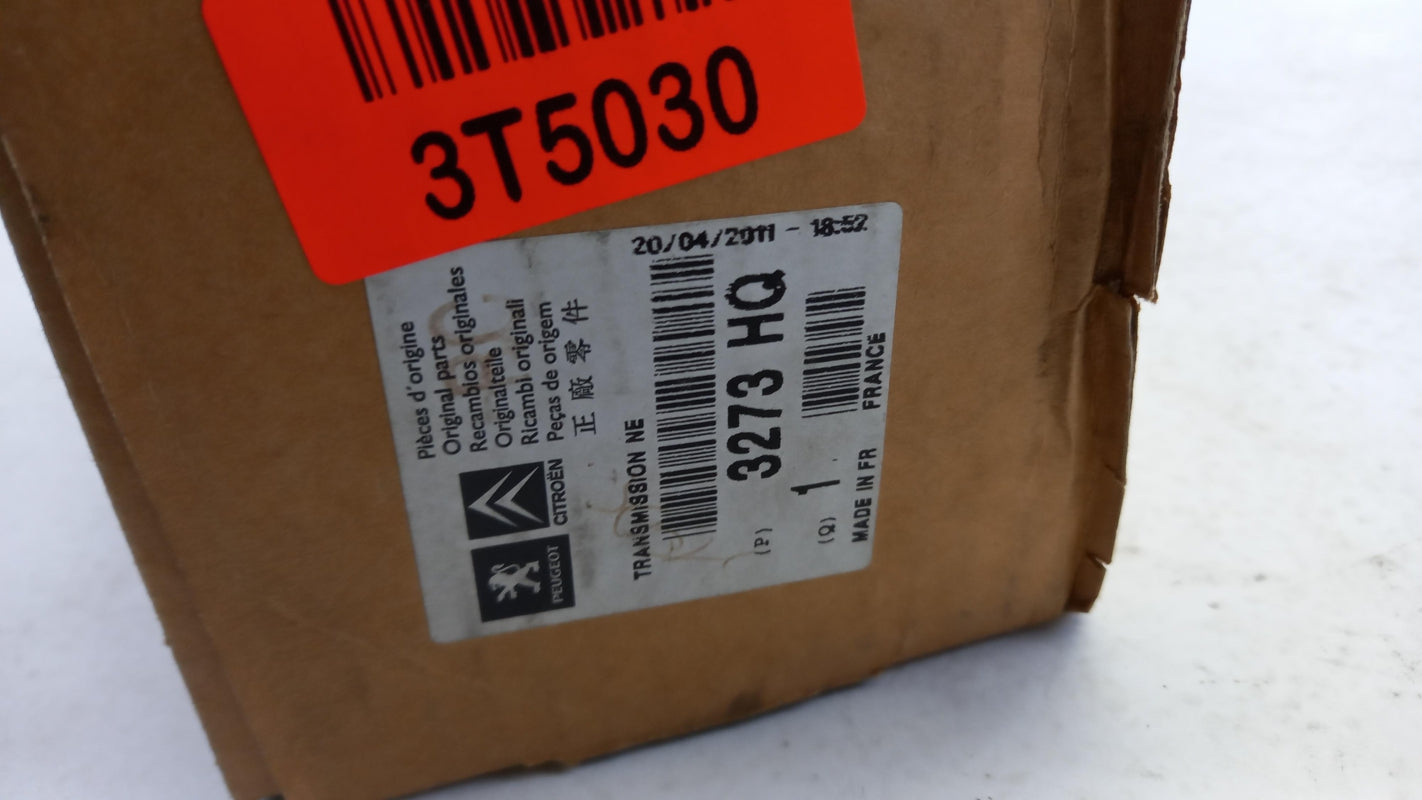 3T5030
20/04/2011 - 18:52
Pièces d'origine
Original parts
Recambios originales
Originalteile
Ricambi originali
Peças de origem
正廠零件
PEUGEOT
CITROËN
TRANSMISSION NE
(P) 3273 HQ
(Q) 1
MADE IN FR FRANCE